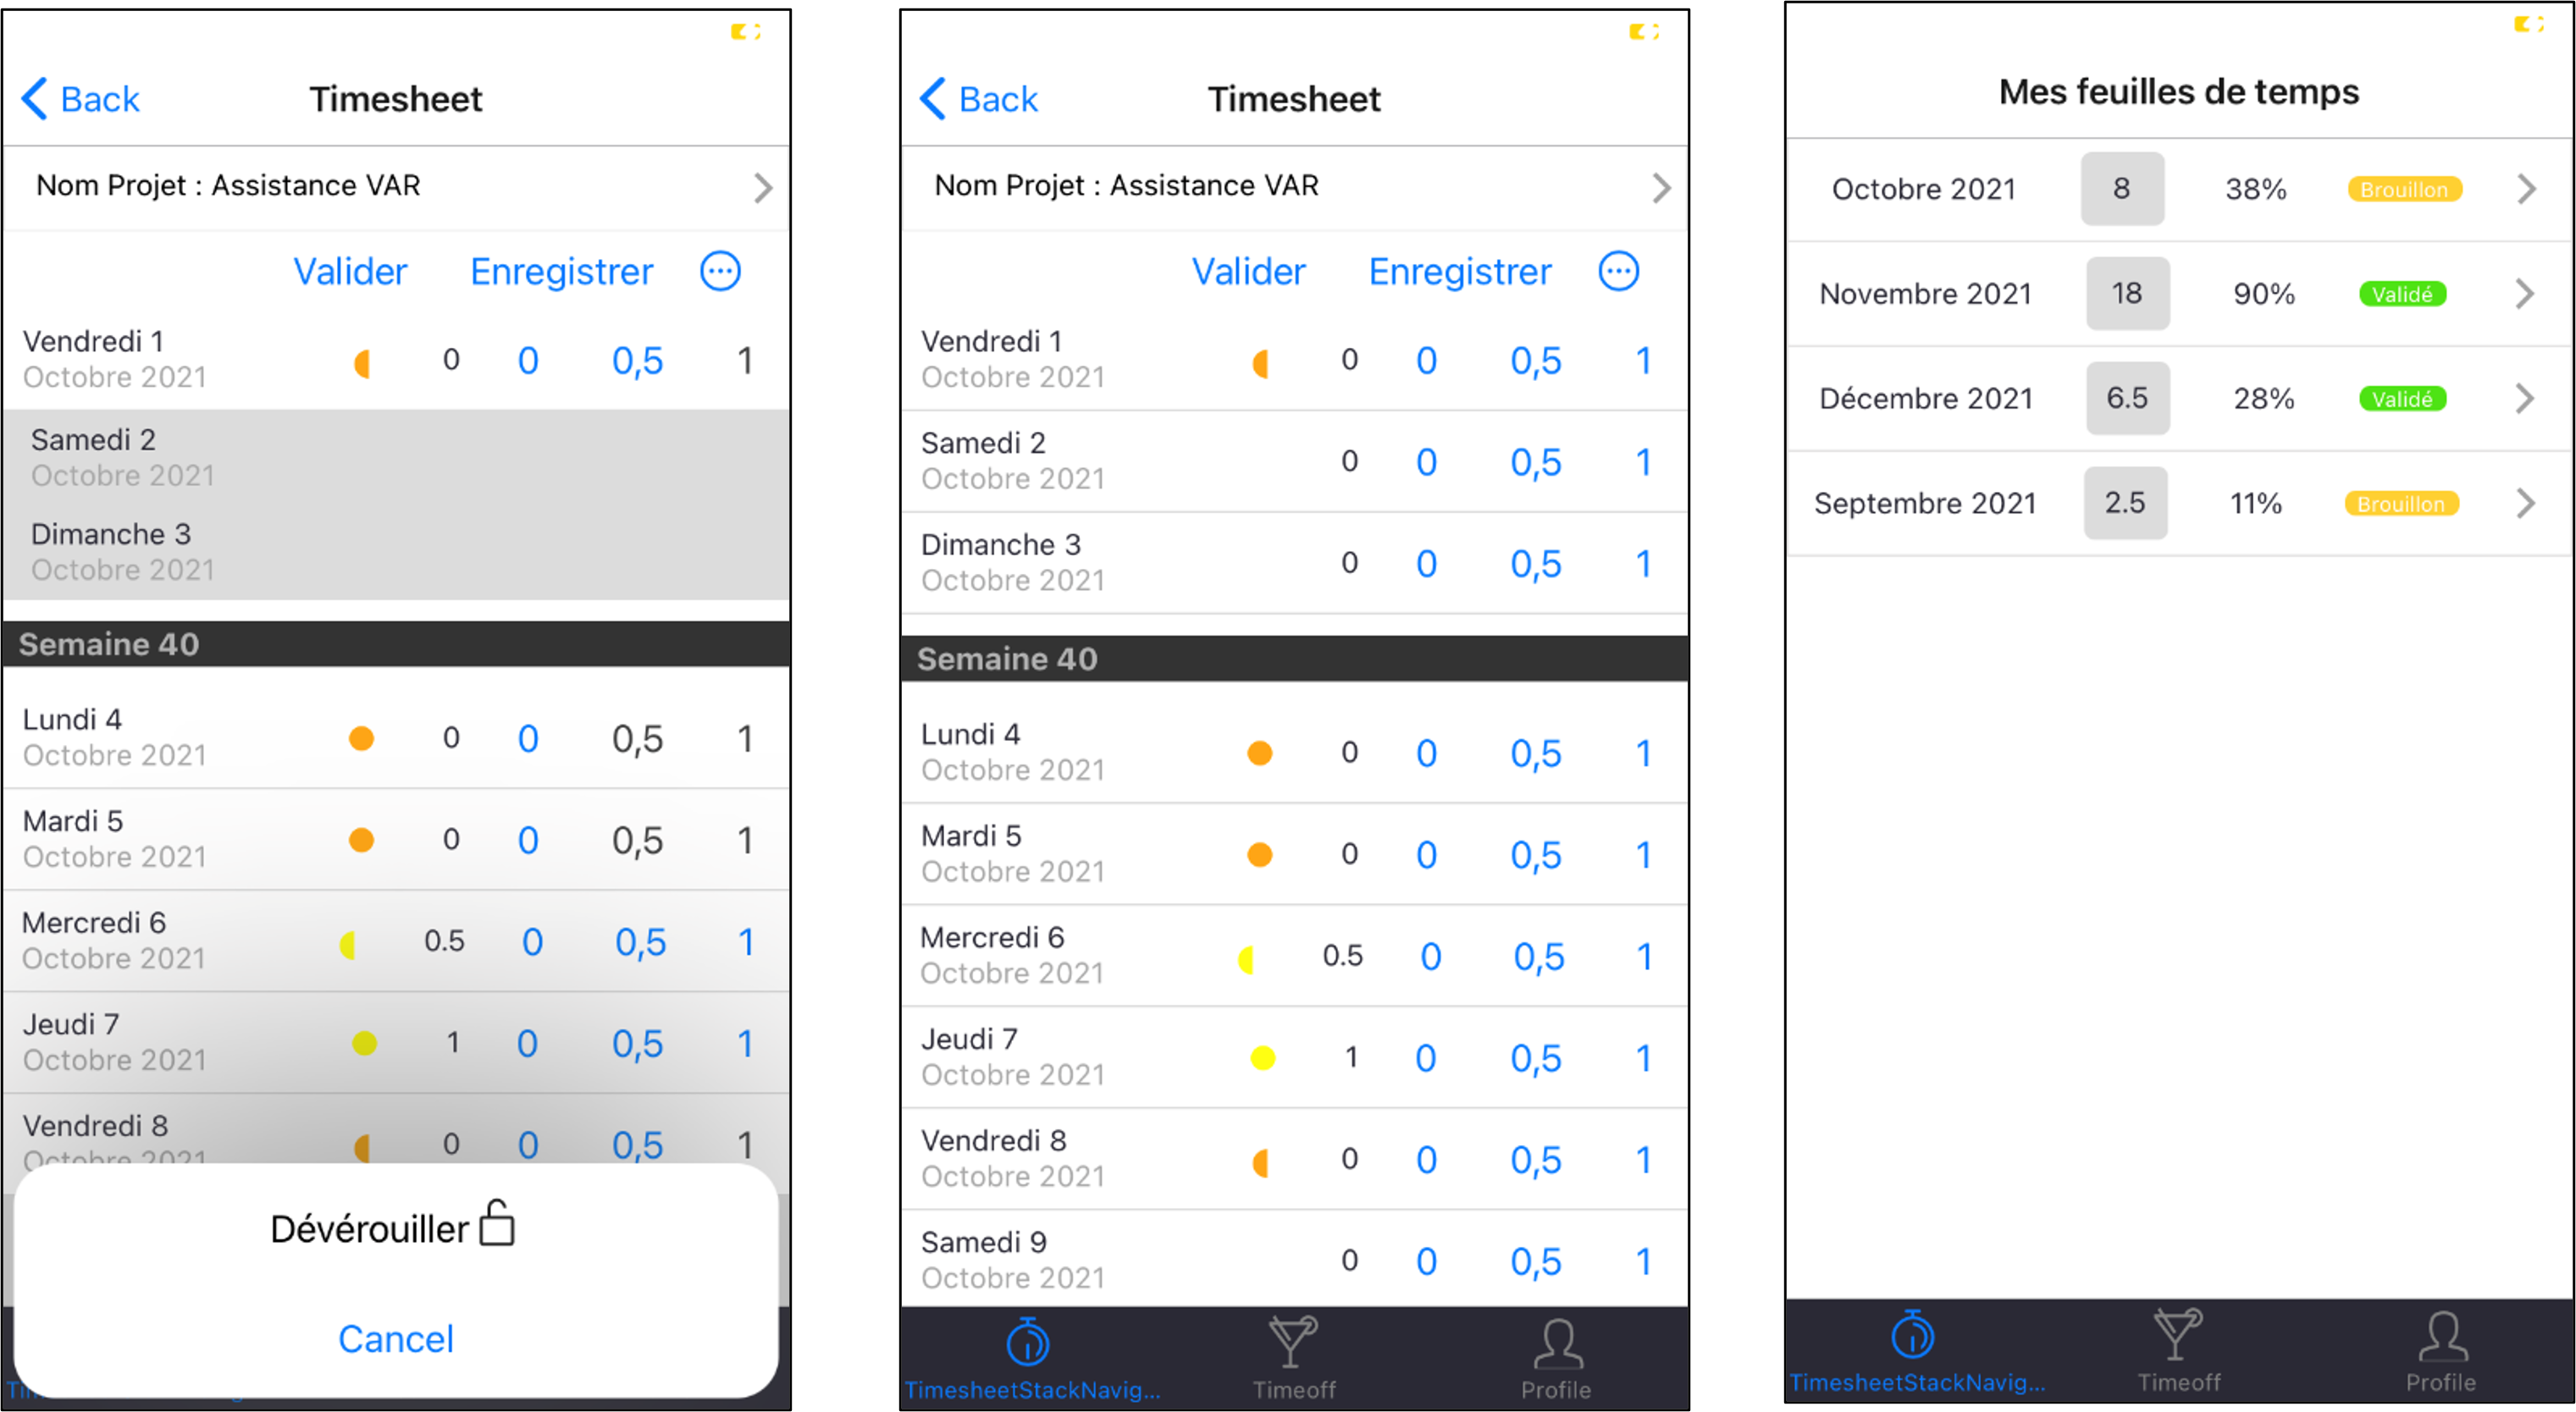 Back Timesheet
Nom Projet : Assistance VAR
Valider Enregistrer
Vendredi 1
Octobre 2021
0 0 0,5 1
Samedi 2
Octobre 2021
Dimanche 3
Octobre 2021
Semaine 40
Lundi 4
Octobre 2021
0 0 0,5 1
Mardi 5
Octobre 2021
0 0 0,5 1
Mercredi 6
Octobre 2021
0.5 0 0,5 1
Jeudi 7
Octobre 2021
1 0 0,5 1
Vendredi 8
Octobre 2021
0 0 0,5 1
Dévérouiller
Cancel
Back Timesheet
Nom Projet : Assistance VAR
Valider Enregistrer
Vendredi 1
Octobre 2021
0 0 0,5 1
Samedi 2
Octobre 2021
0 0 0,5 1
Dimanche 3
Octobre 2021
0 0 0,5 1
Semaine 40
Lundi 4
Octobre 2021
0 0 0,5 1
Mardi 5
Octobre 2021
0 0 0,5 1
Mercredi 6
Octobre 2021
0.5 0 0,5 1
Jeudi 7
Octobre 2021
1 0 0,5 1
Vendredi 8
Octobre 2021
0 0 0,5 1
Samedi 9
Octobre 2021
0 0 0,5 1
TimesheetStackNavig... Timeoff Profile
Mes feuilles de temps
Octobre 2021 8 38% Brouillon
Novembre 2021 18 90% Validé
Décembre 2021 6.5 28% Validé
Septembre 2021 2.5 11% Brouillon
TimesheetStackNavig... Timeoff Profile